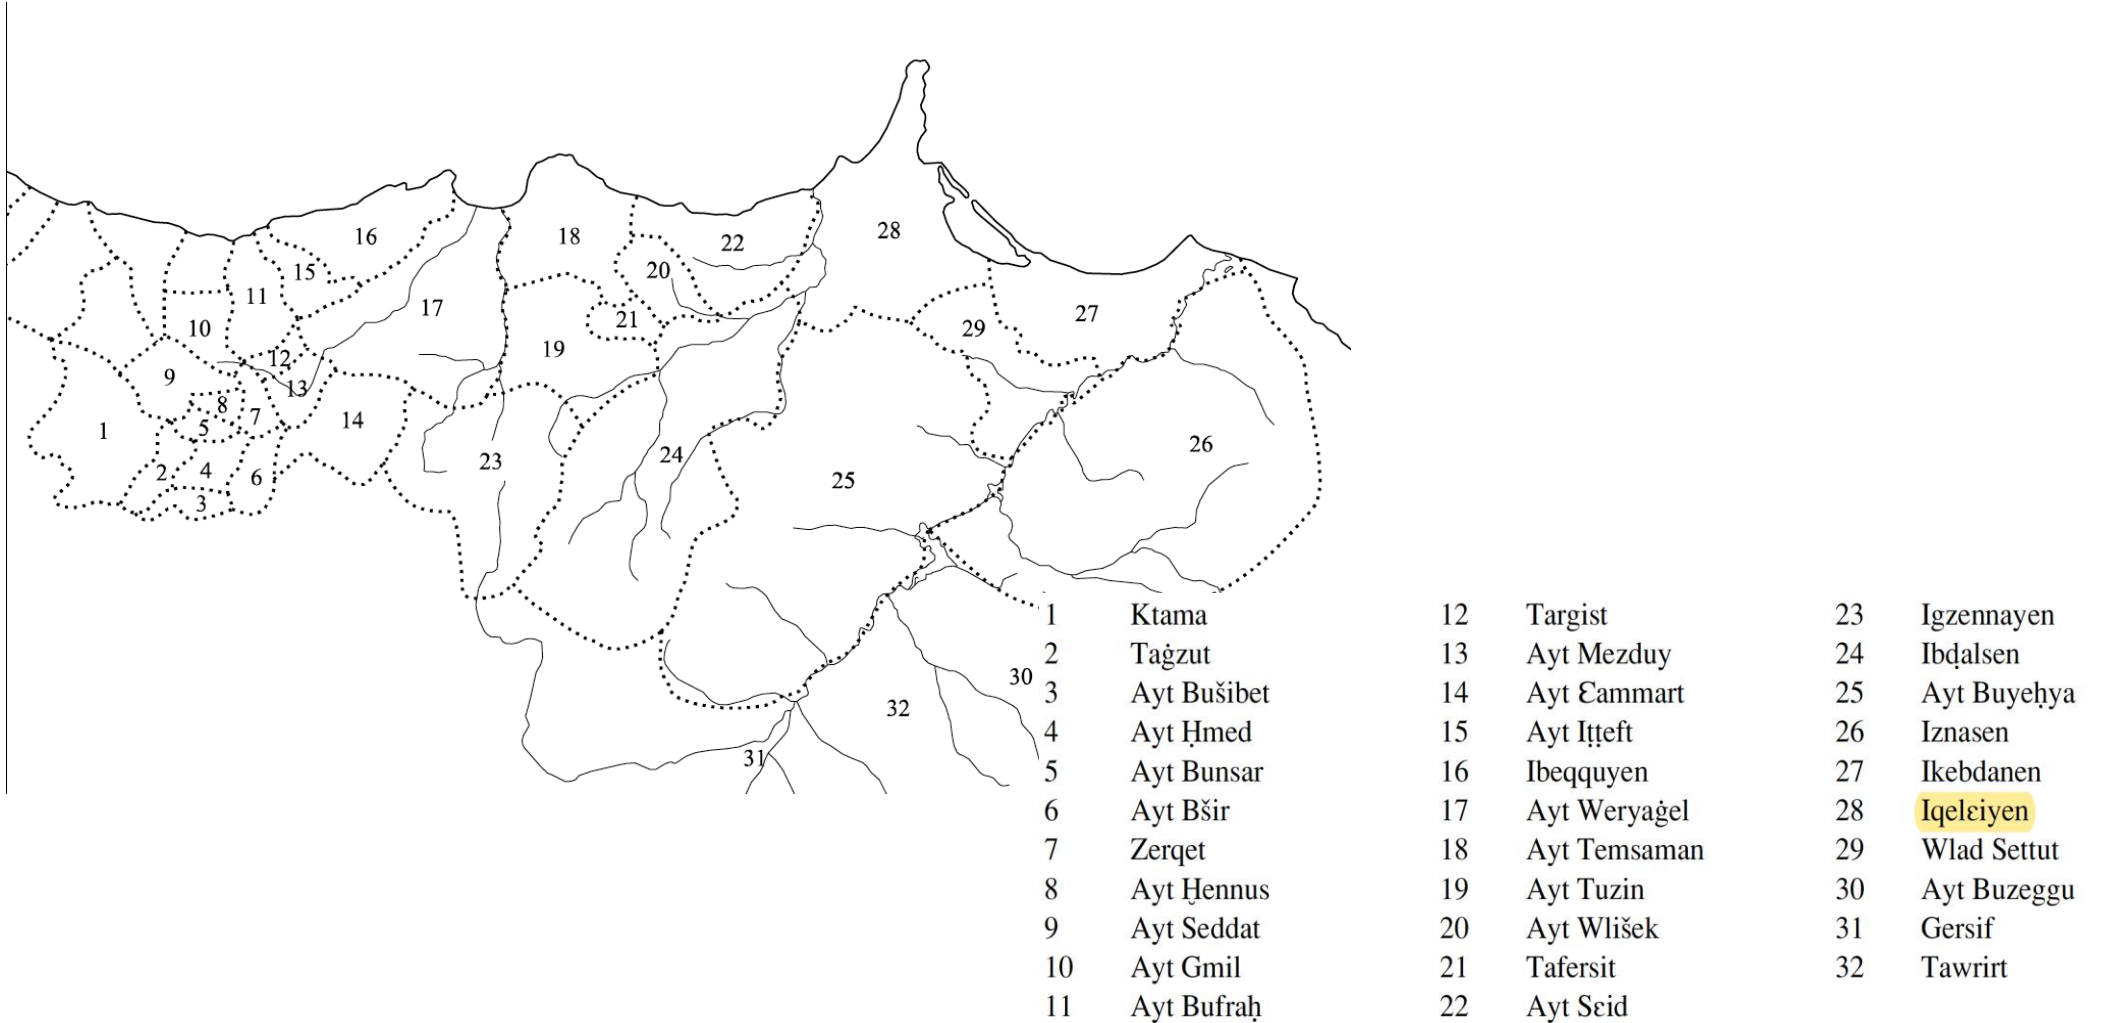 28
16
18
22
15
20
11
17
27
21
10
29
19
12
9
13
8
7
14
5
1
26
23
24
2
4
6
25
3
30
32
31
1 Ktama
2 Taġzut
3 Ayt Bušibet
4 Ayt Ḥmed
5 Ayt Bunsar
6 Ayt Bšir
7 Zerqet
8 Ayt Ḫennus
9 Ayt Seddat
10 Ayt Gmil
11 Ayt Bufraḥ
12 Targist
13 Ayt Mezduy
14 Ayt Ɛammart
15 Ayt Iṭṭeft
16 Ibeqquyen
17 Ayt Weryaġel
18 Ayt Temsaman
19 Ayt Tuzin
20 Ayt Wlišek
21 Tafersit
22 Ayt Sɛid
23 Igzennayen
24 Ibḍalsen
25 Ayt Buyeḥya
26 Iznasen
27 Ikebdanen
28 Iqelɛiyen
29 Wlad Settut
30 Ayt Buzeggu
31 Gersif
32 Tawrirt